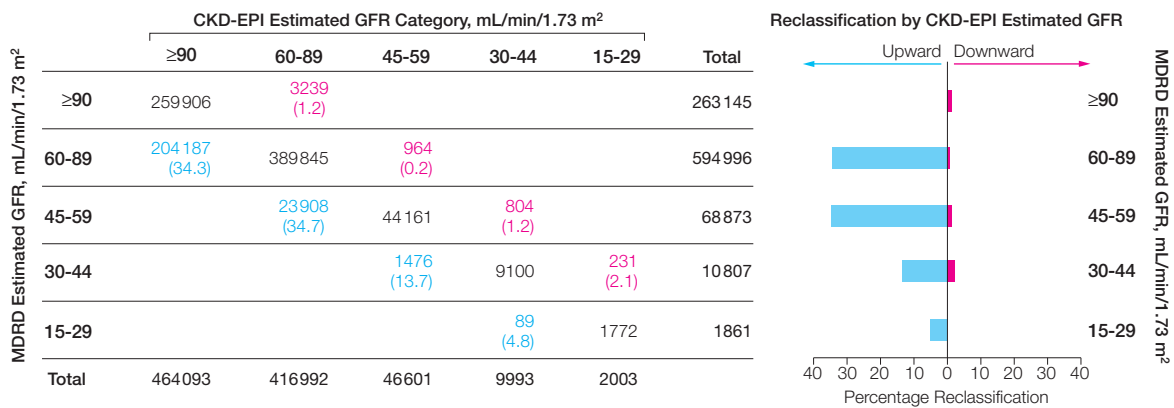 CKD-EPI Estimated GFR Category, mL/min/1.73 m²
≥90 60-89 45-59 30-44 15-29 Total
MDRD Estimated GFR, mL/min/1.73 m²
≥90 259906 3239 263145
(1.2)
60-89 204187 389845 964 594996
(34.3) (0.2)
45-59 23908 44161 804 68873
(34.7) (1.2)
30-44 1476 9100 231 10807
(13.7) (2.1)
15-29 89 1772 1861
(4.8)
Total 464093 416992 46601 9993 2003
Reclassification by CKD-EPI Estimated GFR
Upward Downward
≥90
60-89
45-59
30-44
15-29
MDRD Estimated GFR, mL/min/1.73 m²
40 30 20 10 0 10 20 30 40
Percentage Reclassification